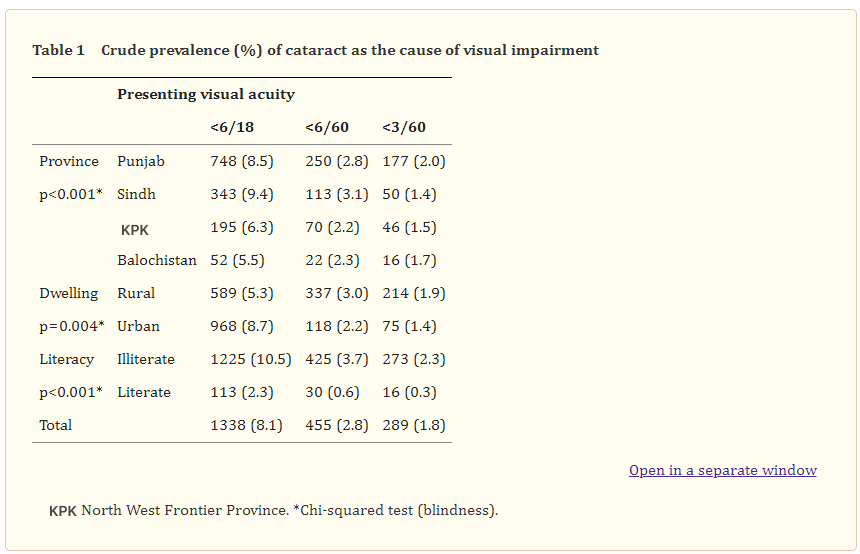 Table 1 Crude prevalence (%) of cataract as the cause of visual impairment
Presenting visual acuity
<6/18 <6/60 <3/60
Province Punjab 748 (8.5) 250 (2.8) 177 (2.0)
p<0.001* Sindh 343 (9.4) 113 (3.1) 50 (1.4)
KPK 195 (6.3) 70 (2.2) 46 (1.5)
Balochistan 52 (5.5) 22 (2.3) 16 (1.7)
Dwelling Rural 589 (5.3) 337 (3.0) 214 (1.9)
p=0.004* Urban 968 (8.7) 118 (2.2) 75 (1.4)
Literacy Illiterate 1225 (10.5) 425 (3.7) 273 (2.3)
p<0.001* Literate 113 (2.3) 30 (0.6) 16 (0.3)
Total 1338 (8.1) 455 (2.8) 289 (1.8)
Open in a separate window
KPK North West Frontier Province. *Chi-squared test (blindness).